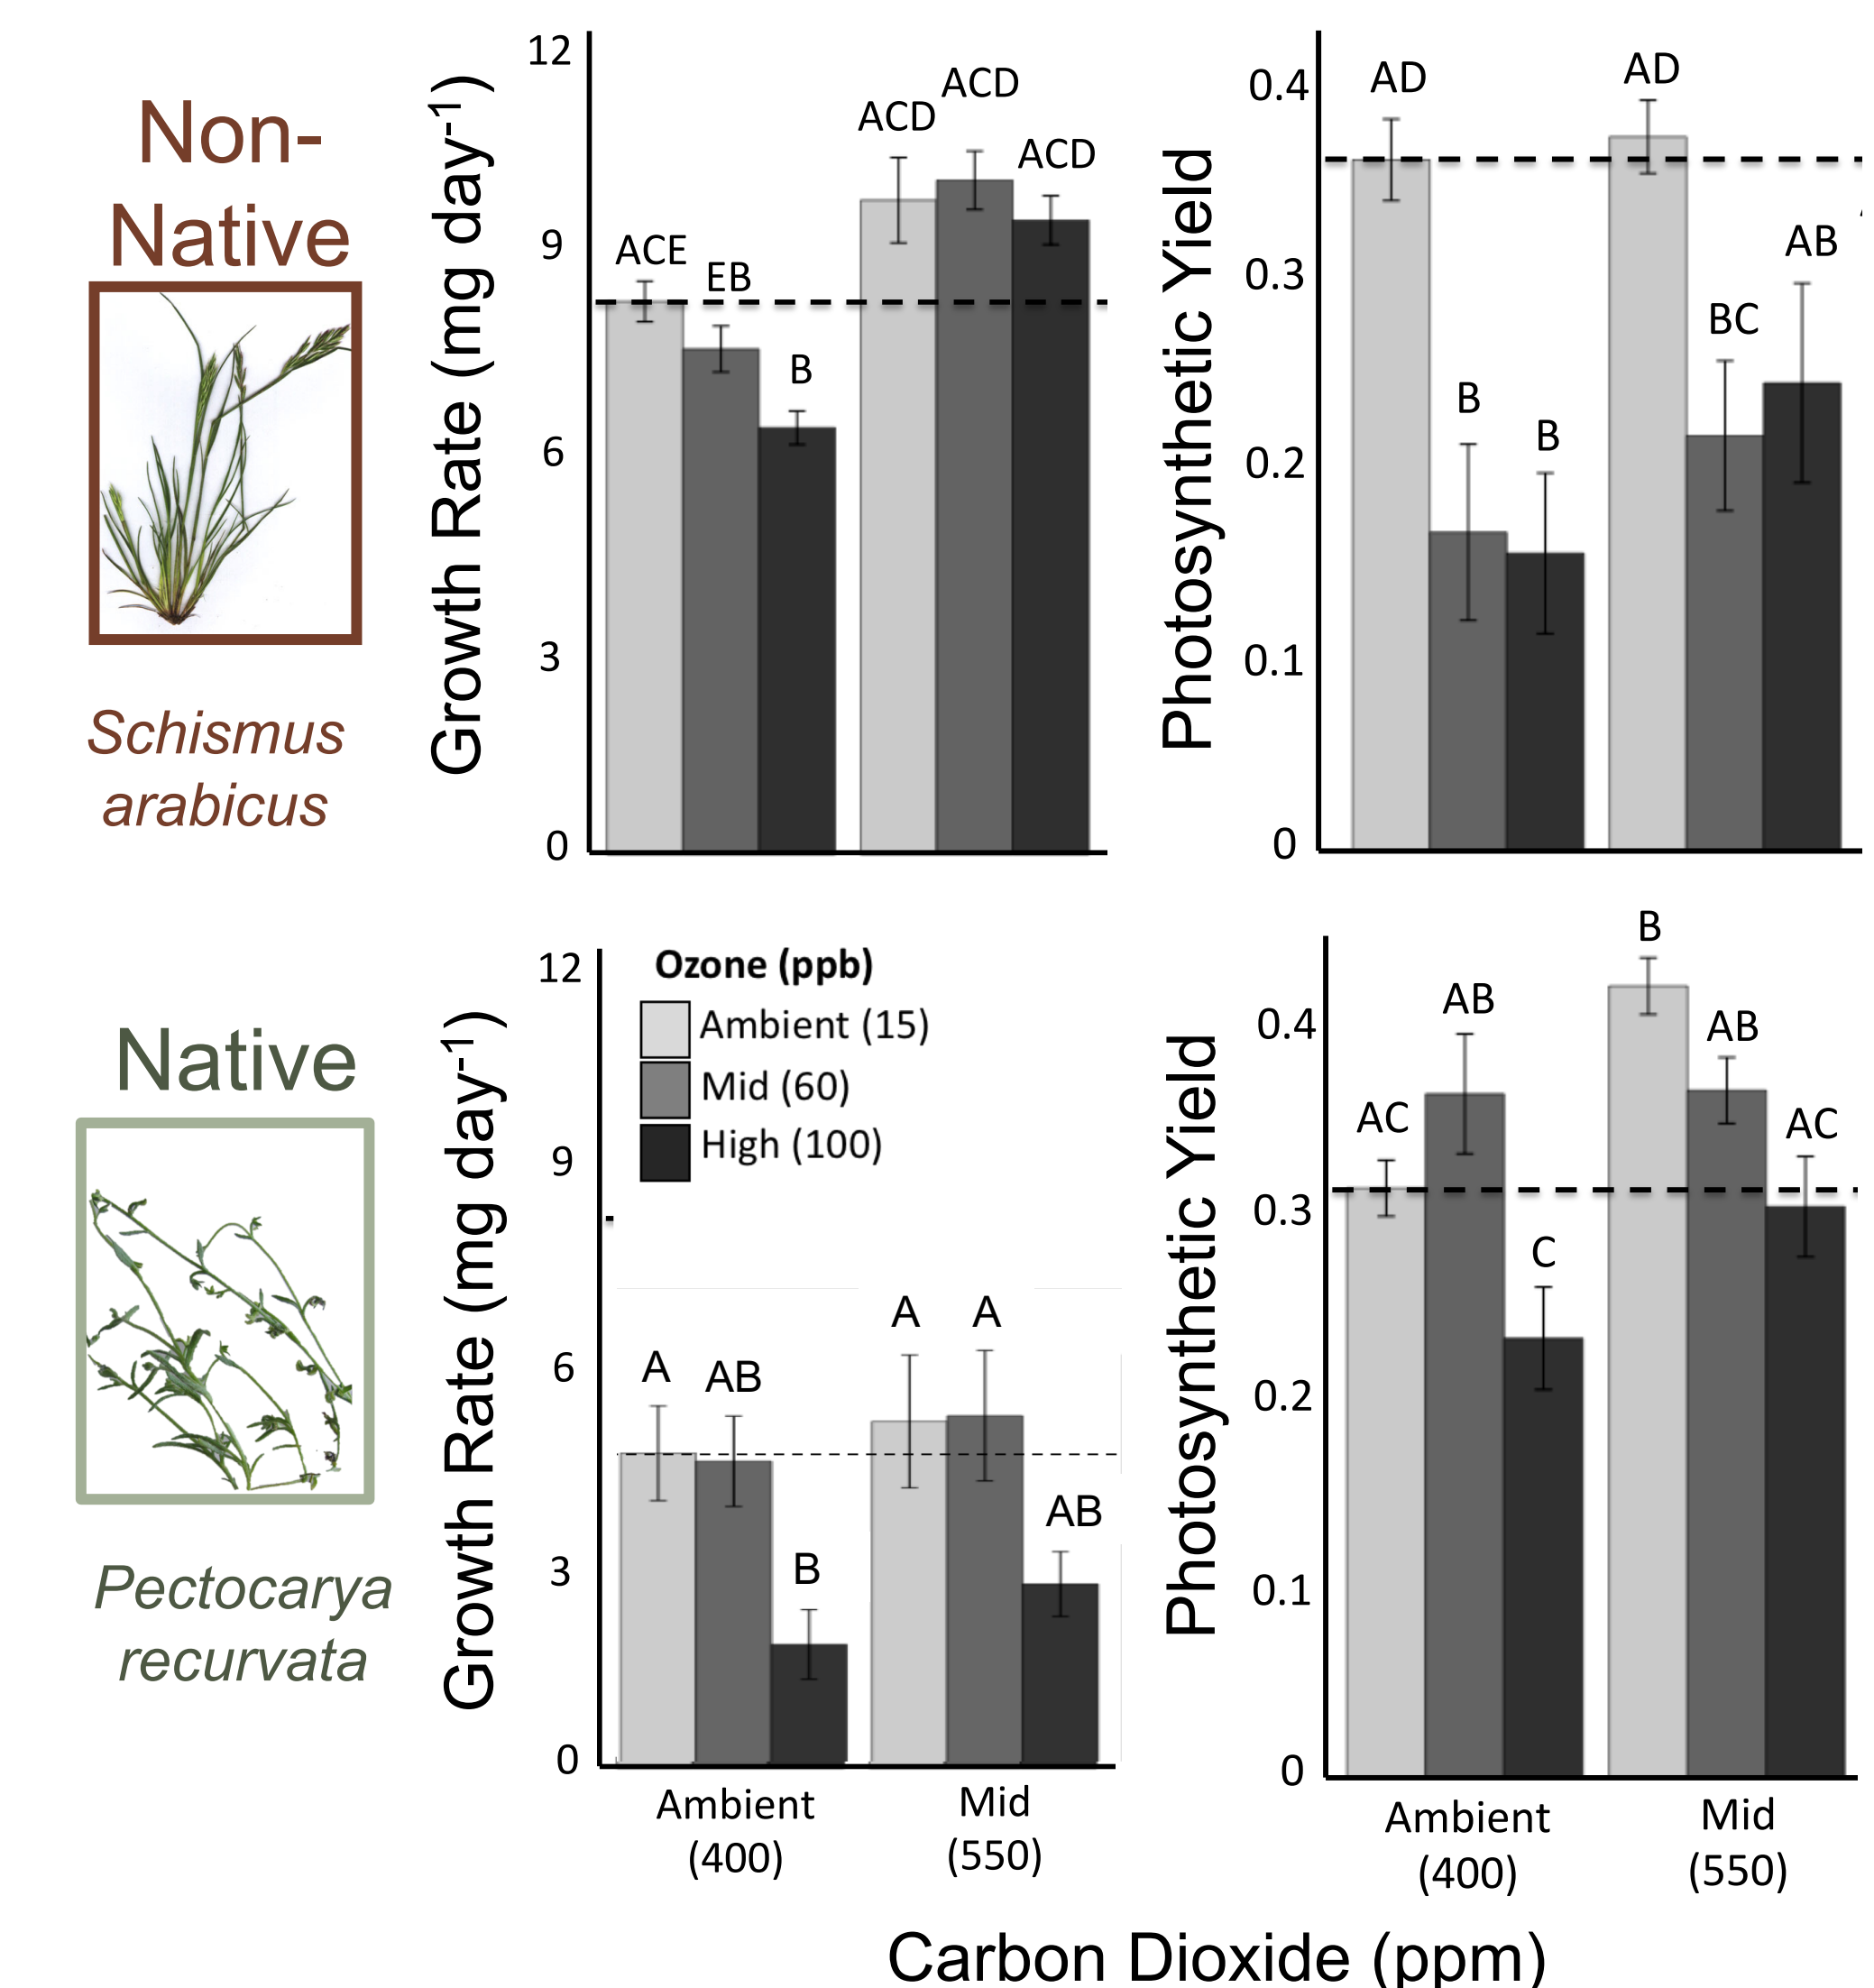 Non-
Native
Schismus
arabicus
Growth Rate (mg day-1)
12
9
6
3
0
ACE
EB
B
ACD
ACD
ACD
Photosynthetic Yield
0.4
0.3
0.2
0.1
0
AD
B
B
AD
BC
AB
Native
Pectocarya
recurvata
Growth Rate (mg day-1)
12
9
6
3
0
Ozone (ppb)
Ambient (15)
Mid (60)
High (100)
A
AB
B
A
A
AB
Ambient
(400)
Mid
(550)
Photosynthetic Yield
0.4
0.3
0.2
0.1
0
AC
AB
C
B
AB
AC
Ambient
(400)
Mid
(550)
Carbon Dioxide (ppm)